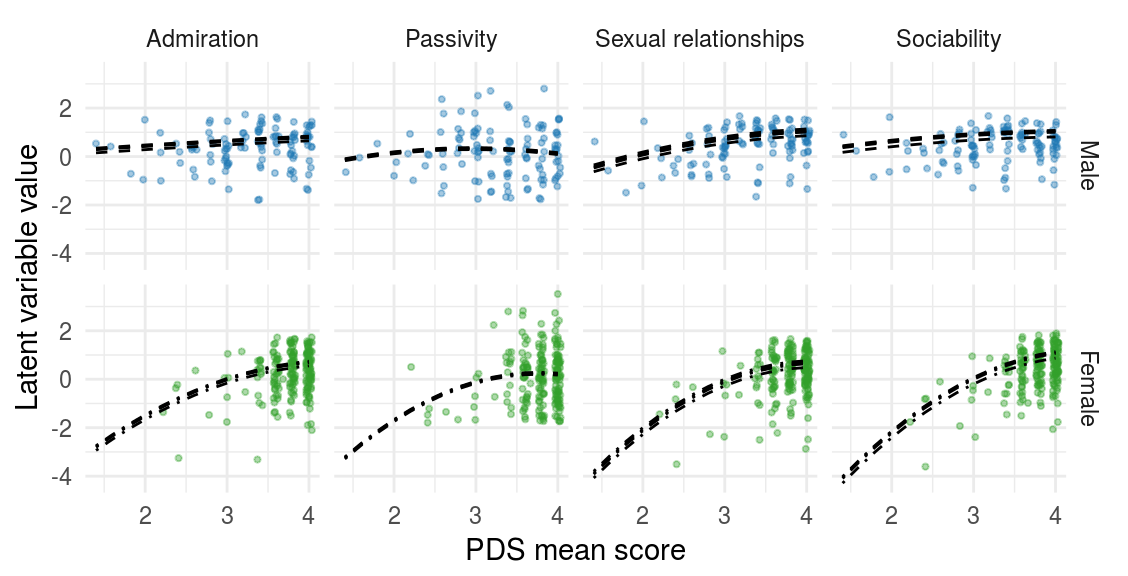 Admiration Passivity Sexual relationships Sociability
2
0
-2
-4
Male
2
0
-2
-4
Female
Latent variable value
2 3 4 2 3 4 2 3 4 2 3 4
PDS mean score